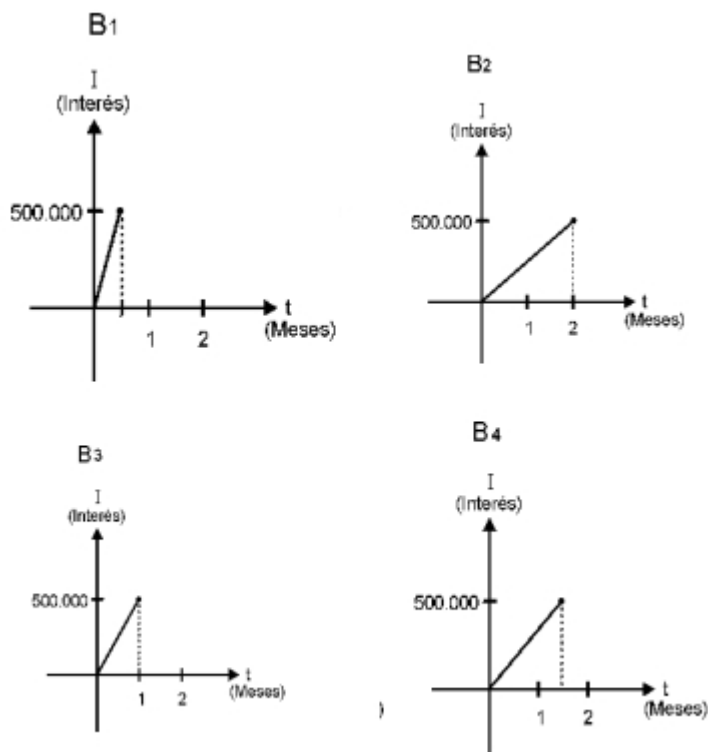 B1
I
(Interés)
500.000
1
2
t
(Meses)
B2
I
(Interés)
500.000
1
2
t
(Meses)
B3
I
(Interés)
500.000
1
2
t
(Meses)
B4
I
(Interés)
500.000
1
2
t
(Meses)
)